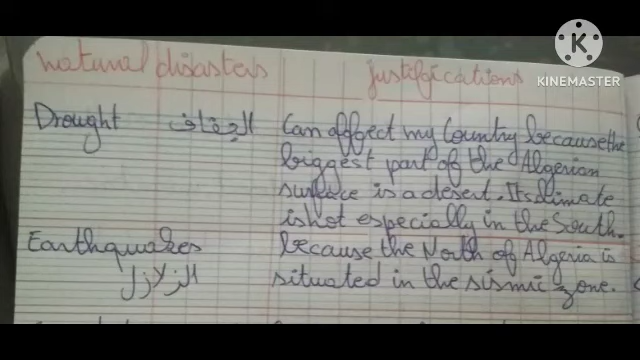 KINEMASTER
natural disasters justifgications
Drought الجفاف Can affect my Country because the
biggest part of the Algerian
surface is a desert. Its climate
is hot especially in the South.
Earthquakes because the North of Algeria is
الزلازل situated in the sismic zone.